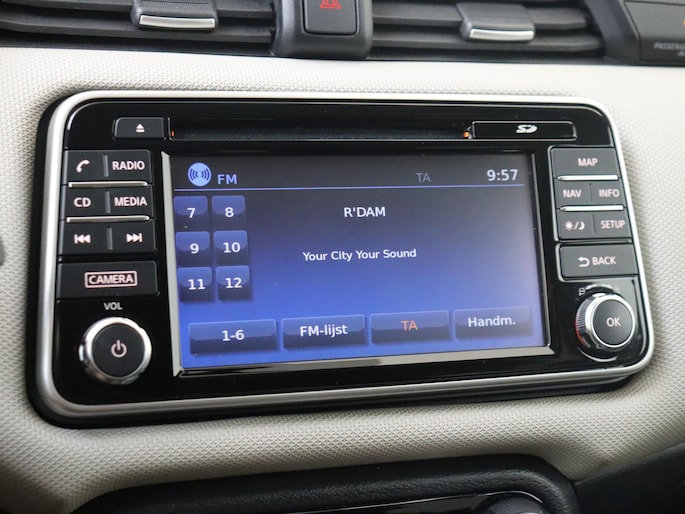 PASSENGER
SD
RADIO
CD MEDIA
CAMERA
VOL
FM TA 9:57
7 8
R'DAM
9 10
Your City Your Sound
11 12
1-6 FM-lijst TA Handm.
MAP
NAV INFO
SETUP
BACK
OK